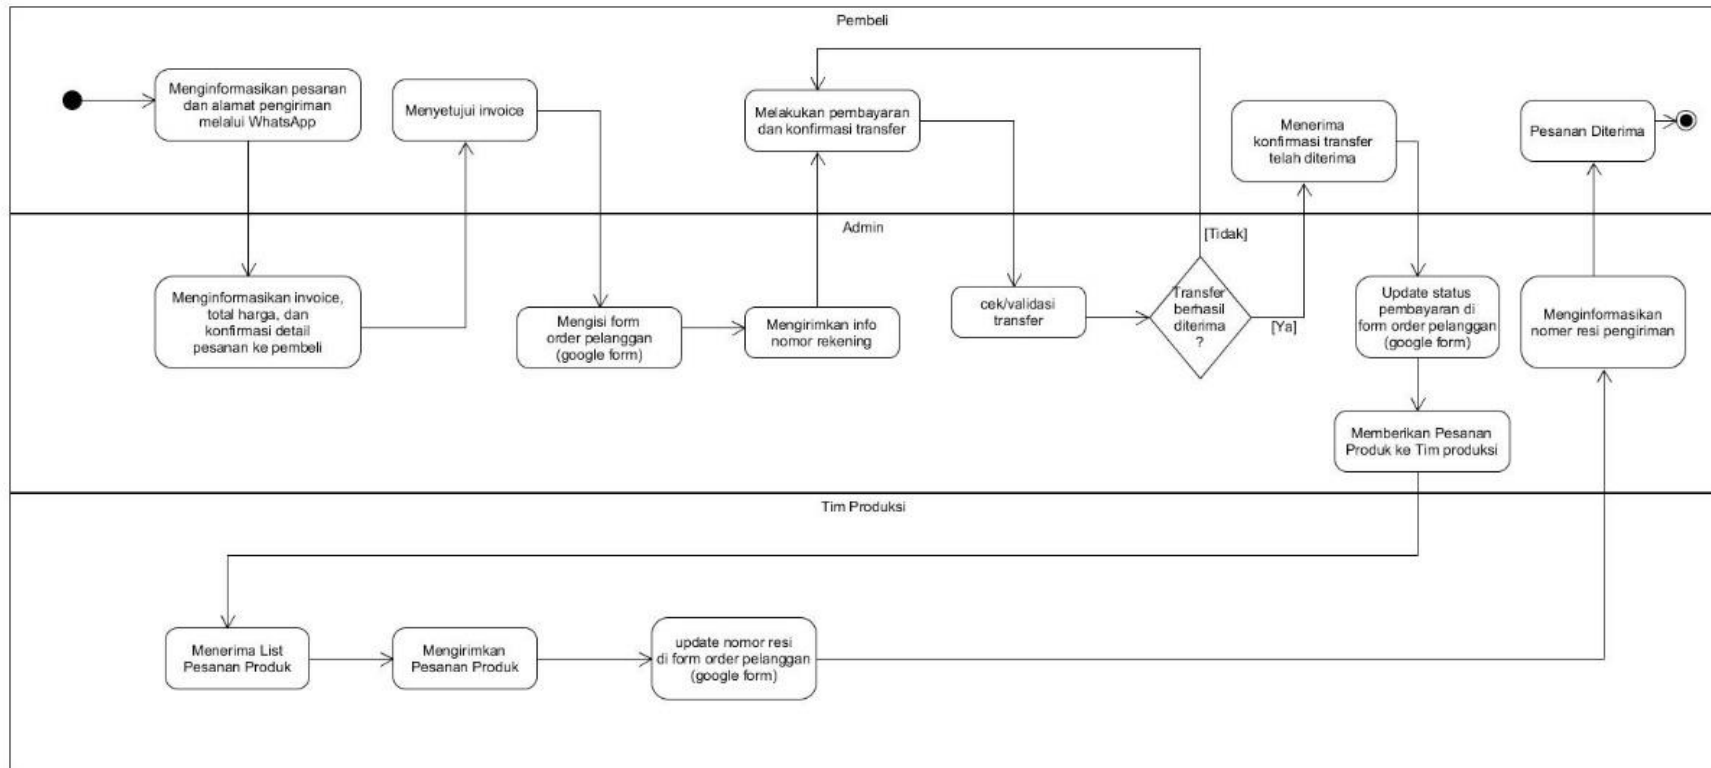 Pembeli
Menginformasikan pesanan
dan alamat pengiriman
melalui WhatsApp
Menyetujui invoice
Melakukan pembayaran
dan konfirmasi transfer
Menerima
konfirmasi transfer
telah diterima
Pesanan Diterima
Admin
[Tidak]
Menginformasikan invoice,
total harga, dan
konfirmasi detail
pesanan ke pembeli
Mengisi form
order pelanggan
(google form)
Mengirimkan info
nomor rekening
cek/validasi
transfer
Transfer
berhasil
diterima
?
[Ya]
Update status
pembayaran di
form order pelanggan
(google form)
Menginformasikan
nomer resi pengiriman
Memberikan Pesanan
Produk ke Tim produksi
Tim Produksi
Menerima List
Pesanan Produk
Mengirimkan
Pesanan Produk
update nomor resi
di form order pelanggan
(google form)